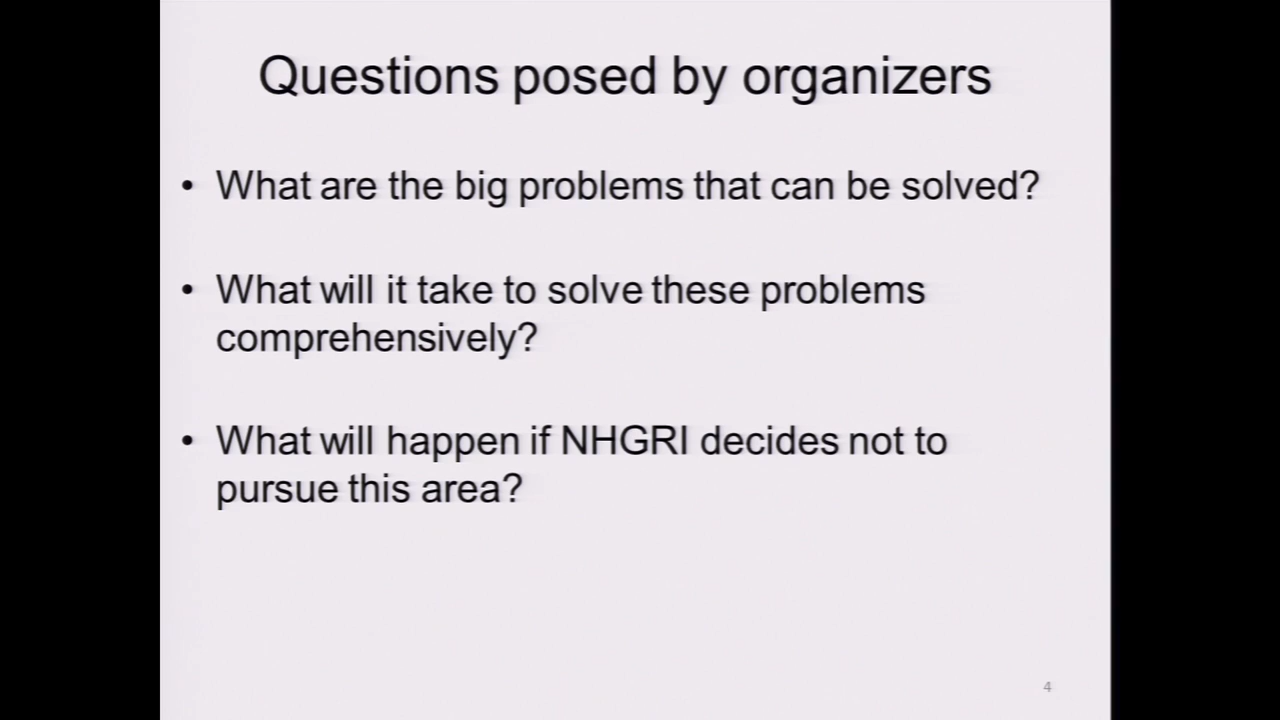 Questions posed by organizers
• What are the big problems that can be solved?
• What will it take to solve these problems
comprehensively?
• What will happen if NHGRI decides not to
pursue this area?
4